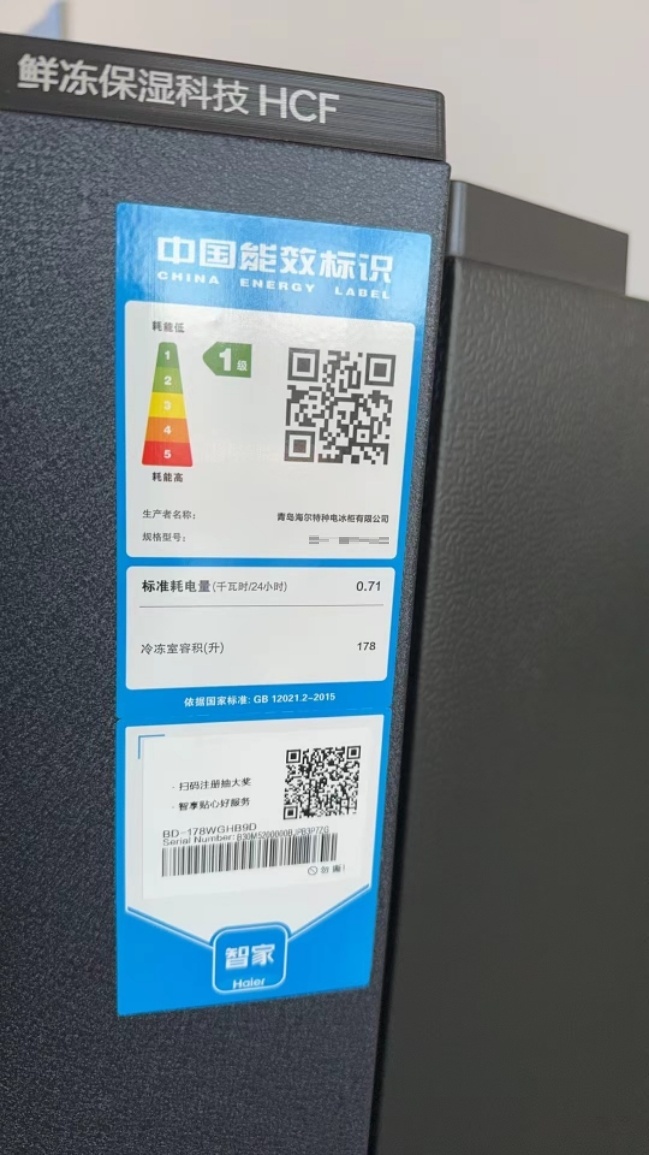 鲜冻保湿科技 HCF
中国能效标识
CHINA ENERGY LABEL
耗能低
1
2
3
4
5
耗能高
1级
生产者名称：
青岛海尔特种电冰柜有限公司
规格型号：
标准耗电量(千瓦时/24小时) 0.71
冷冻室容积(升) 178
依据国家标准: GB 12021.2-2015
· 扫码注册抽大奖
· 智享贴心好服务
BD-178WGHB9D
Serial Number:
勿撕!
智家
Haier